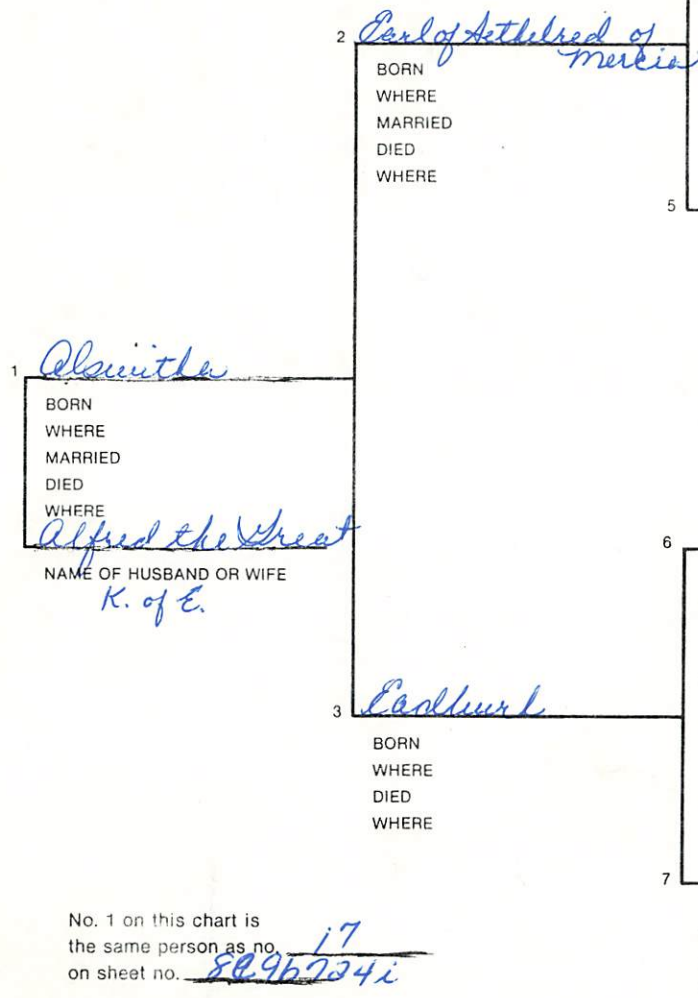 2 Earl of Aethelred of
Mercia
BORN
WHERE
MARRIED
DIED
WHERE
5
1 Alswitha
BORN
WHERE
MARRIED
DIED
WHERE
Alfred the Great
NAME OF HUSBAND OR WIFE
K. of E.
6
3 Eadburh
BORN
WHERE
DIED
WHERE
7
No. 1 on this chart is
the same person as no. 17
on sheet no.